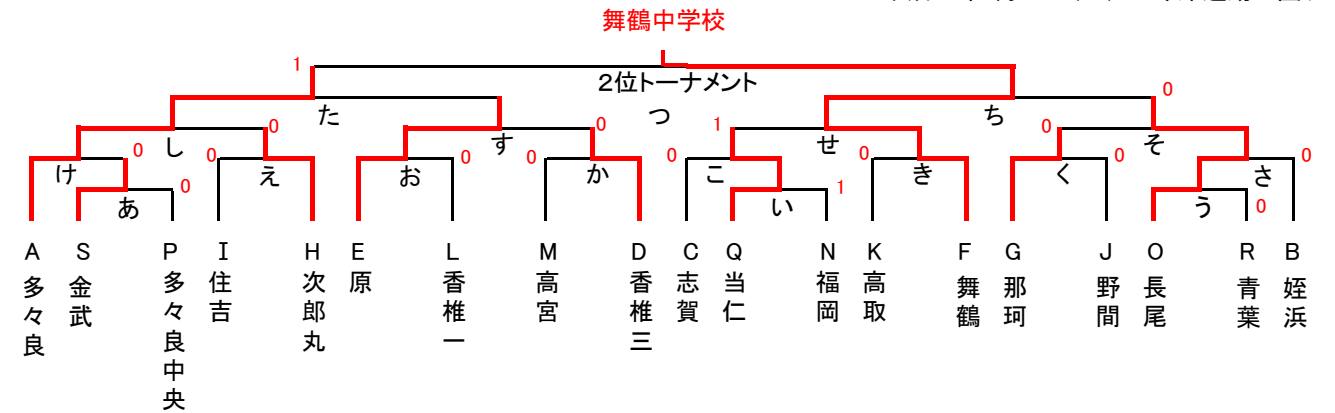 舞鶴中学校
1
2位トーナメント
0
た
つ
ち
0
0
1
0
し
す
せ
そ
0
0
0
0
0
0
0
0
け
え
お
か
こ
き
く
さ
0
1
0
あ
い
う
A 多々良
S 金武
P 多々良中央
I 住吉
H 次郎丸
E 原
L 香椎一
M 高宮
D 香椎三
C 志賀
Q 当仁
N 福岡
K 高取
F 舞鶴
G 那珂
J 野間
O 長尾
R 青葉
B 姪浜